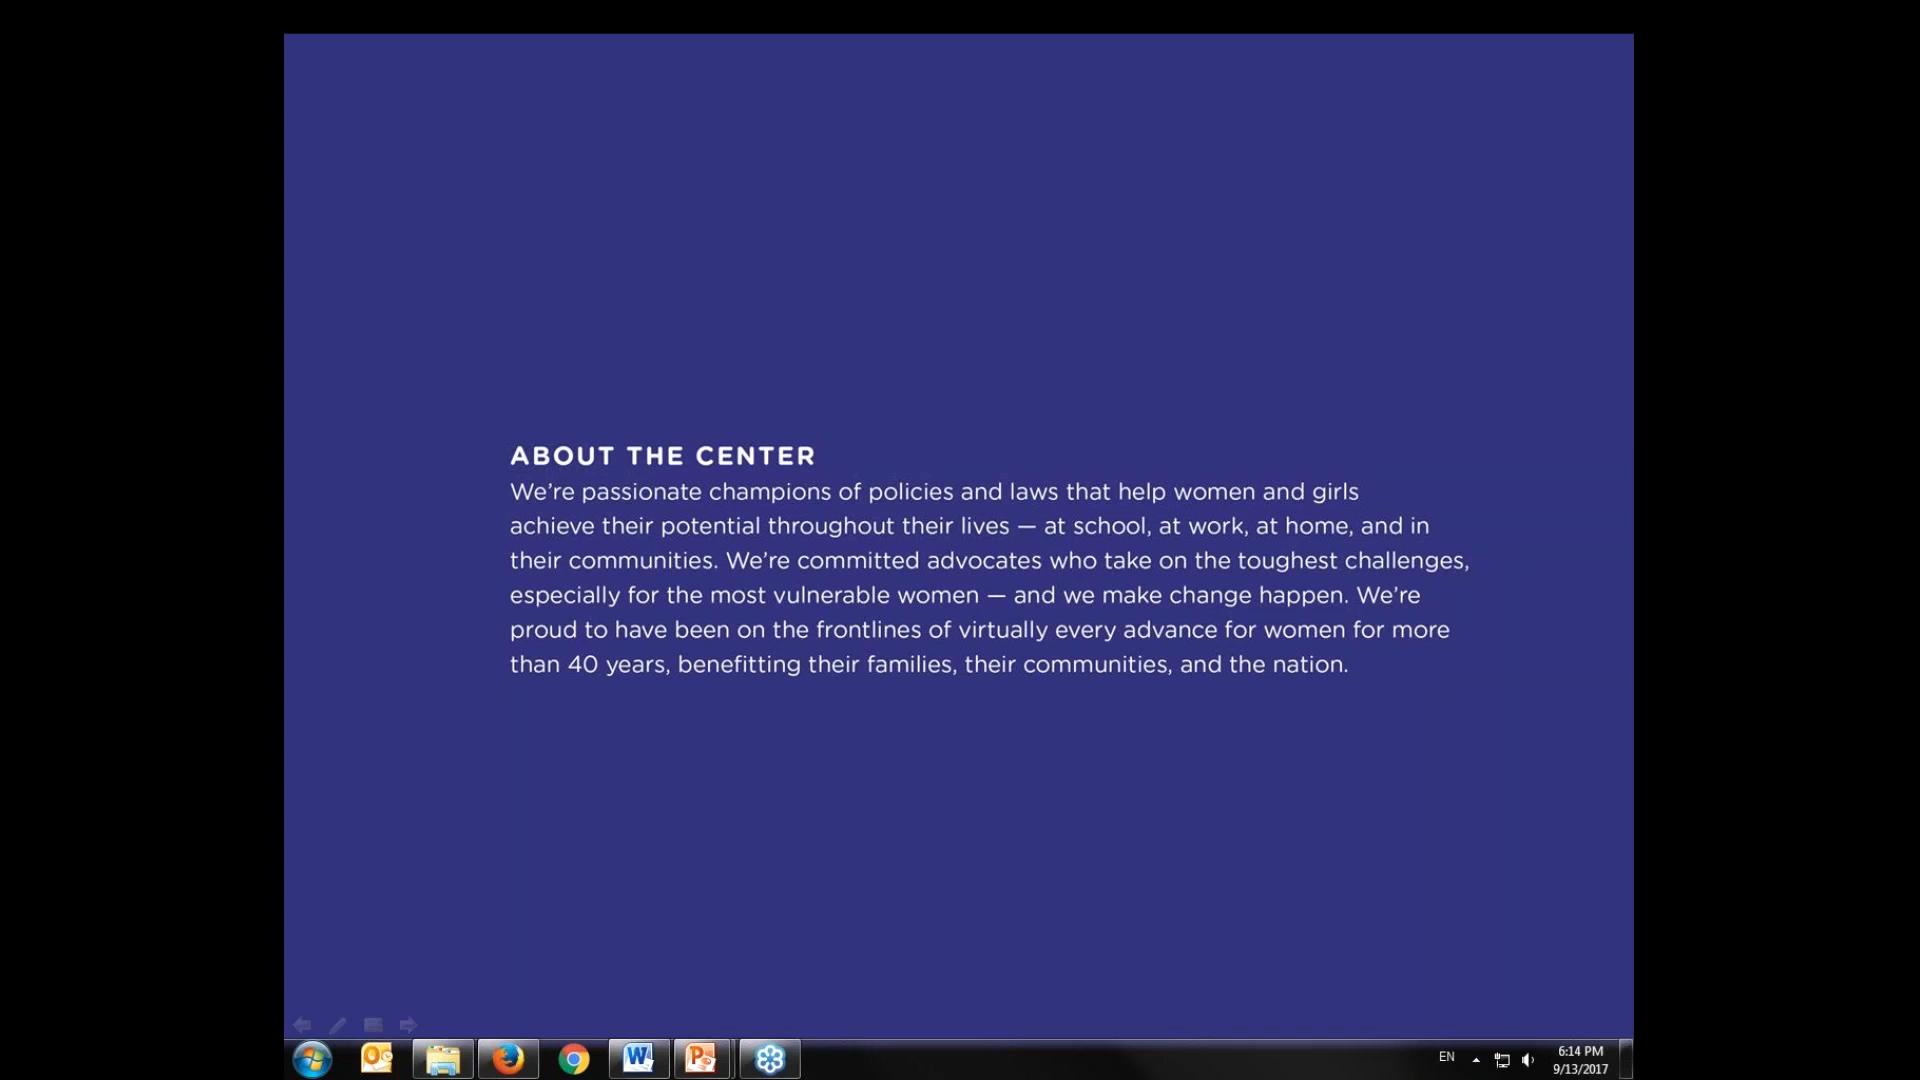 ABOUT THE CENTER
We’re passionate champions of policies and laws that help women and girls
achieve their potential throughout their lives — at school, at work, at home, and in
their communities. We’re committed advocates who take on the toughest challenges,
especially for the most vulnerable women — and we make change happen. We’re
proud to have been on the frontlines of virtually every advance for women for more
than 40 years, benefitting their families, their communities, and the nation.
EN
6:14 PM
9/13/2017